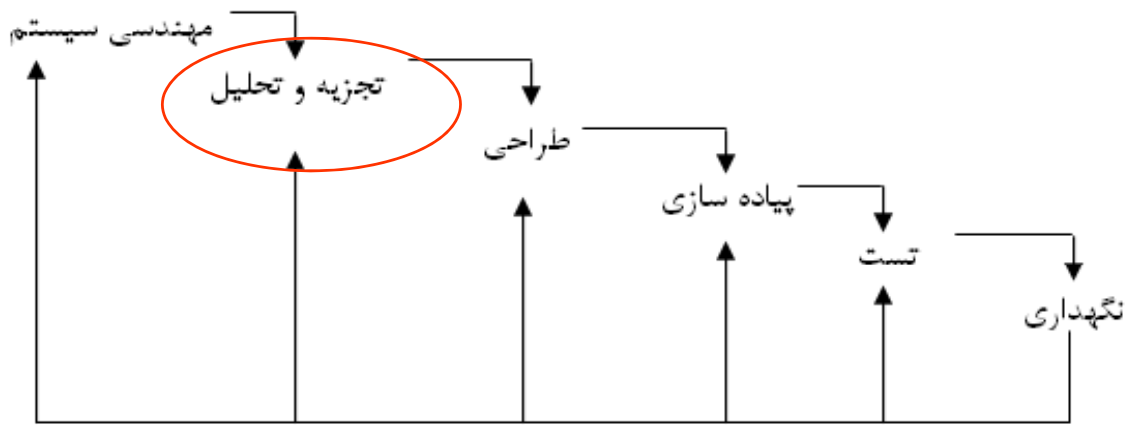 مهندسی سیستم
تجزیه و تحلیل
طراحی
پیاده سازی
تست
نگهداری